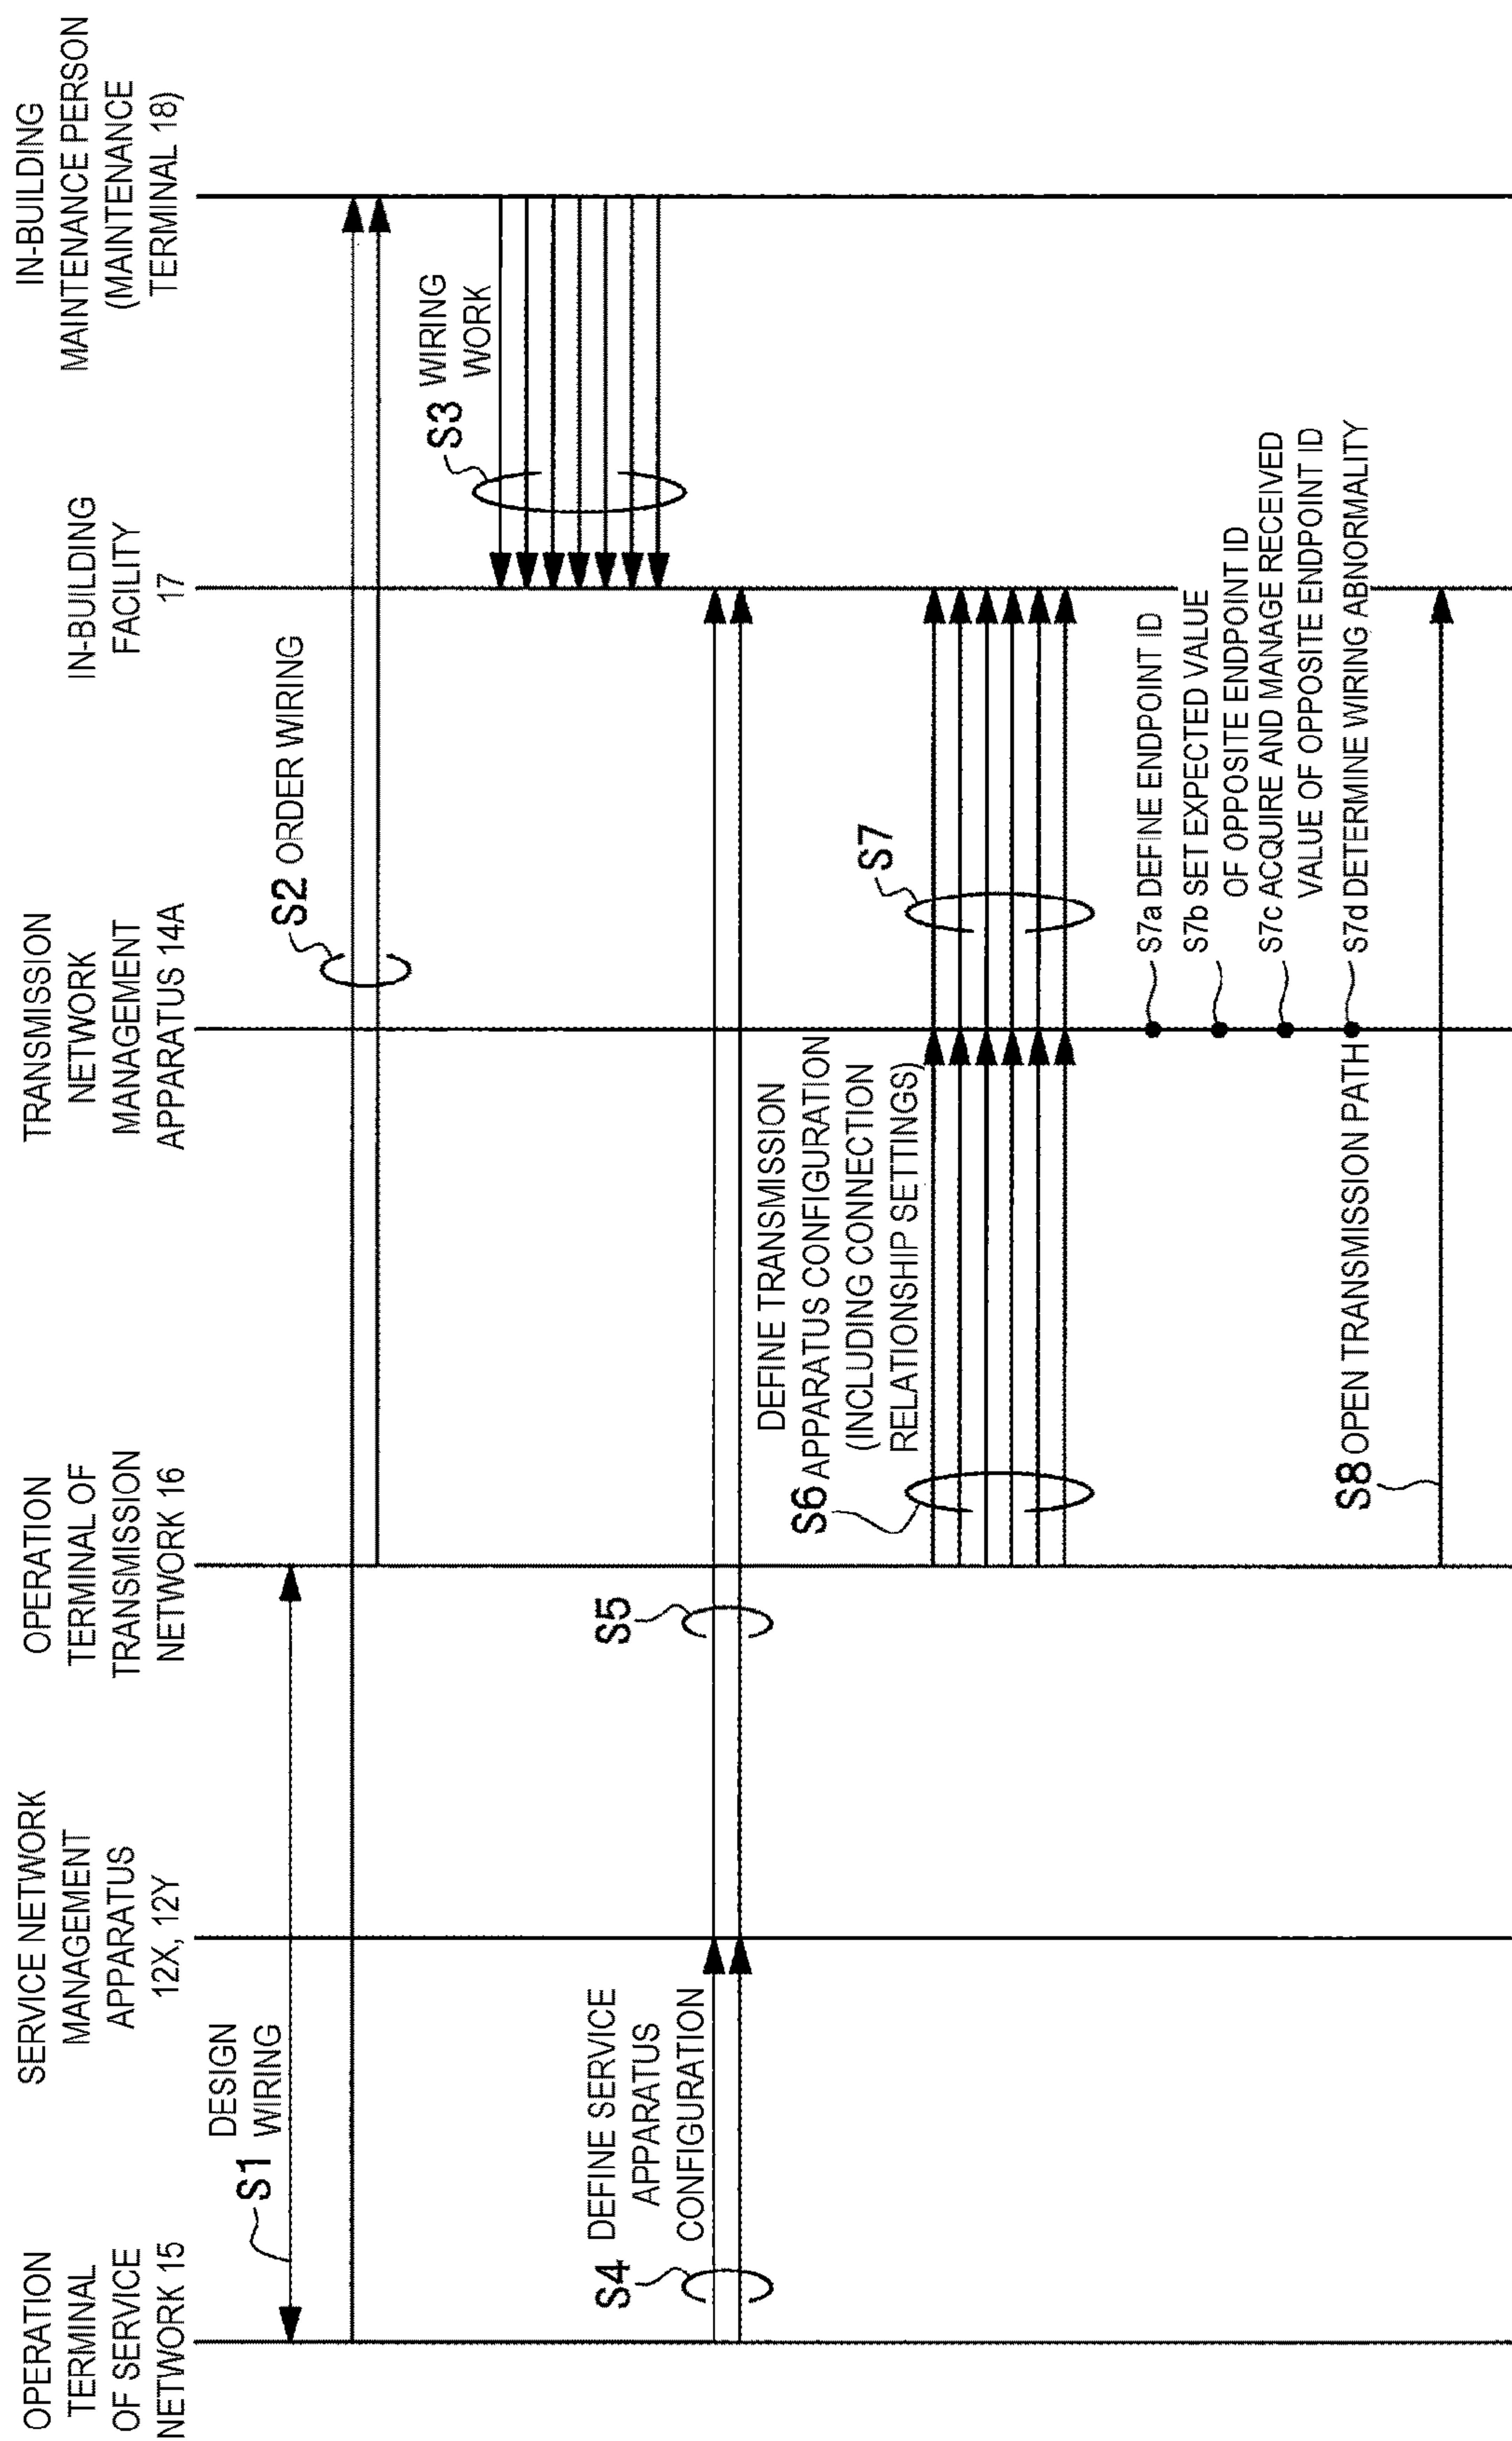 OPERATION
TERMINAL
OF SERVICE
NETWORK 15
SERVICE NETWORK
MANAGEMENT
APPARATUS
12X, 12Y
OPERATION
TERMINAL OF
TRANSMISSION
NETWORK 16
TRANSMISSION
NETWORK
MANAGEMENT
APPARATUS 14A
IN-BUILDING
FACILITY
17
IN-BUILDING
MAINTENANCE PERSON
(MAINTENANCE
TERMINAL 18)
S1 DESIGN
WIRING
S2 ORDER WIRING
S3 WIRING
WORK
S4 DEFINE SERVICE
APPARATUS
CONFIGURATION
S5
DEFINE TRANSMISSION
S6 APPARATUS CONFIGURATION
(INCLUDING CONNECTION
RELATIONSHIP SETTINGS)
S7
S7a DEFINE ENDPOINT ID
S7b SET EXPECTED VALUE
OF OPPOSITE ENDPOINT ID
S7c ACQUIRE AND MANAGE RECEIVED
VALUE OF OPPOSITE ENDPOINT ID
S7d DETERMINE WIRING ABNORMALITY
S8 OPEN TRANSMISSION PATH